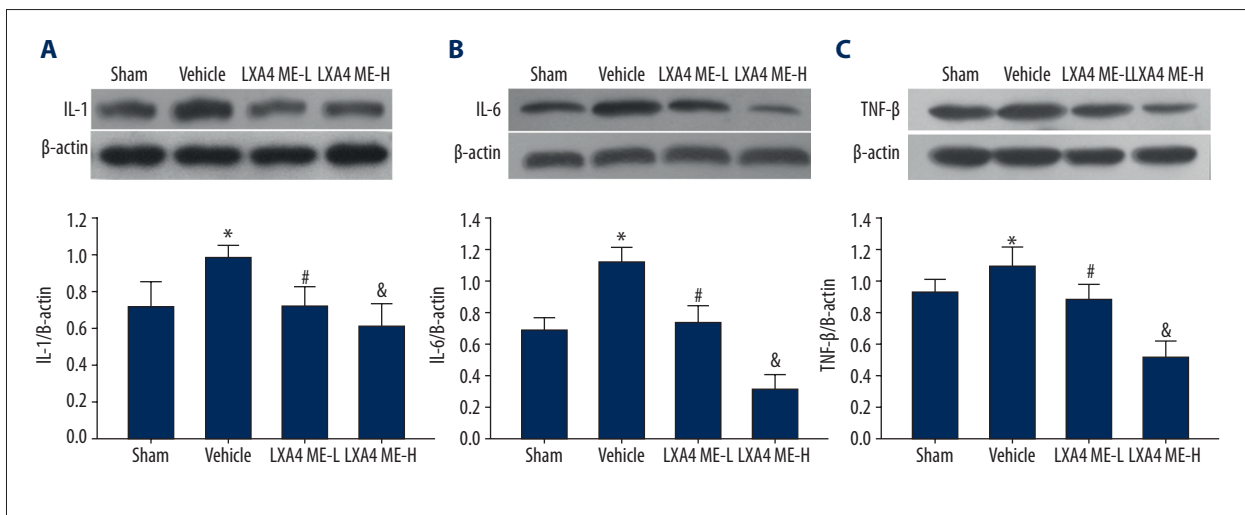 A
Sham Vehicle LXA4 ME-L LXA4 ME-H
IL-1
β-actin
1.2
1.0
0.8
0.6
0.4
0.2
0.0
IL-1/B-actin
*
#
&
Sham Vehicle LXA4 ME-L LXA4 ME-H
B
Sham Vehicle LXA4 ME-L LXA4 ME-H
IL-6
β-actin
1.4
1.2
1.0
0.8
0.6
0.4
0.2
0.0
IL-6/B-actin
*
#
&
Sham Vehicle LXA4 ME-L LXA4 ME-H
C
Sham Vehicle LXA4 ME-LLXA4 ME-H
TNF-β
β-actin
1.4
1.2
1.0
0.8
0.6
0.4
0.2
0.0
TNF-β/B-actin
*
#
&
Sham Vehicle LXA4 ME-L LXA4 ME-H